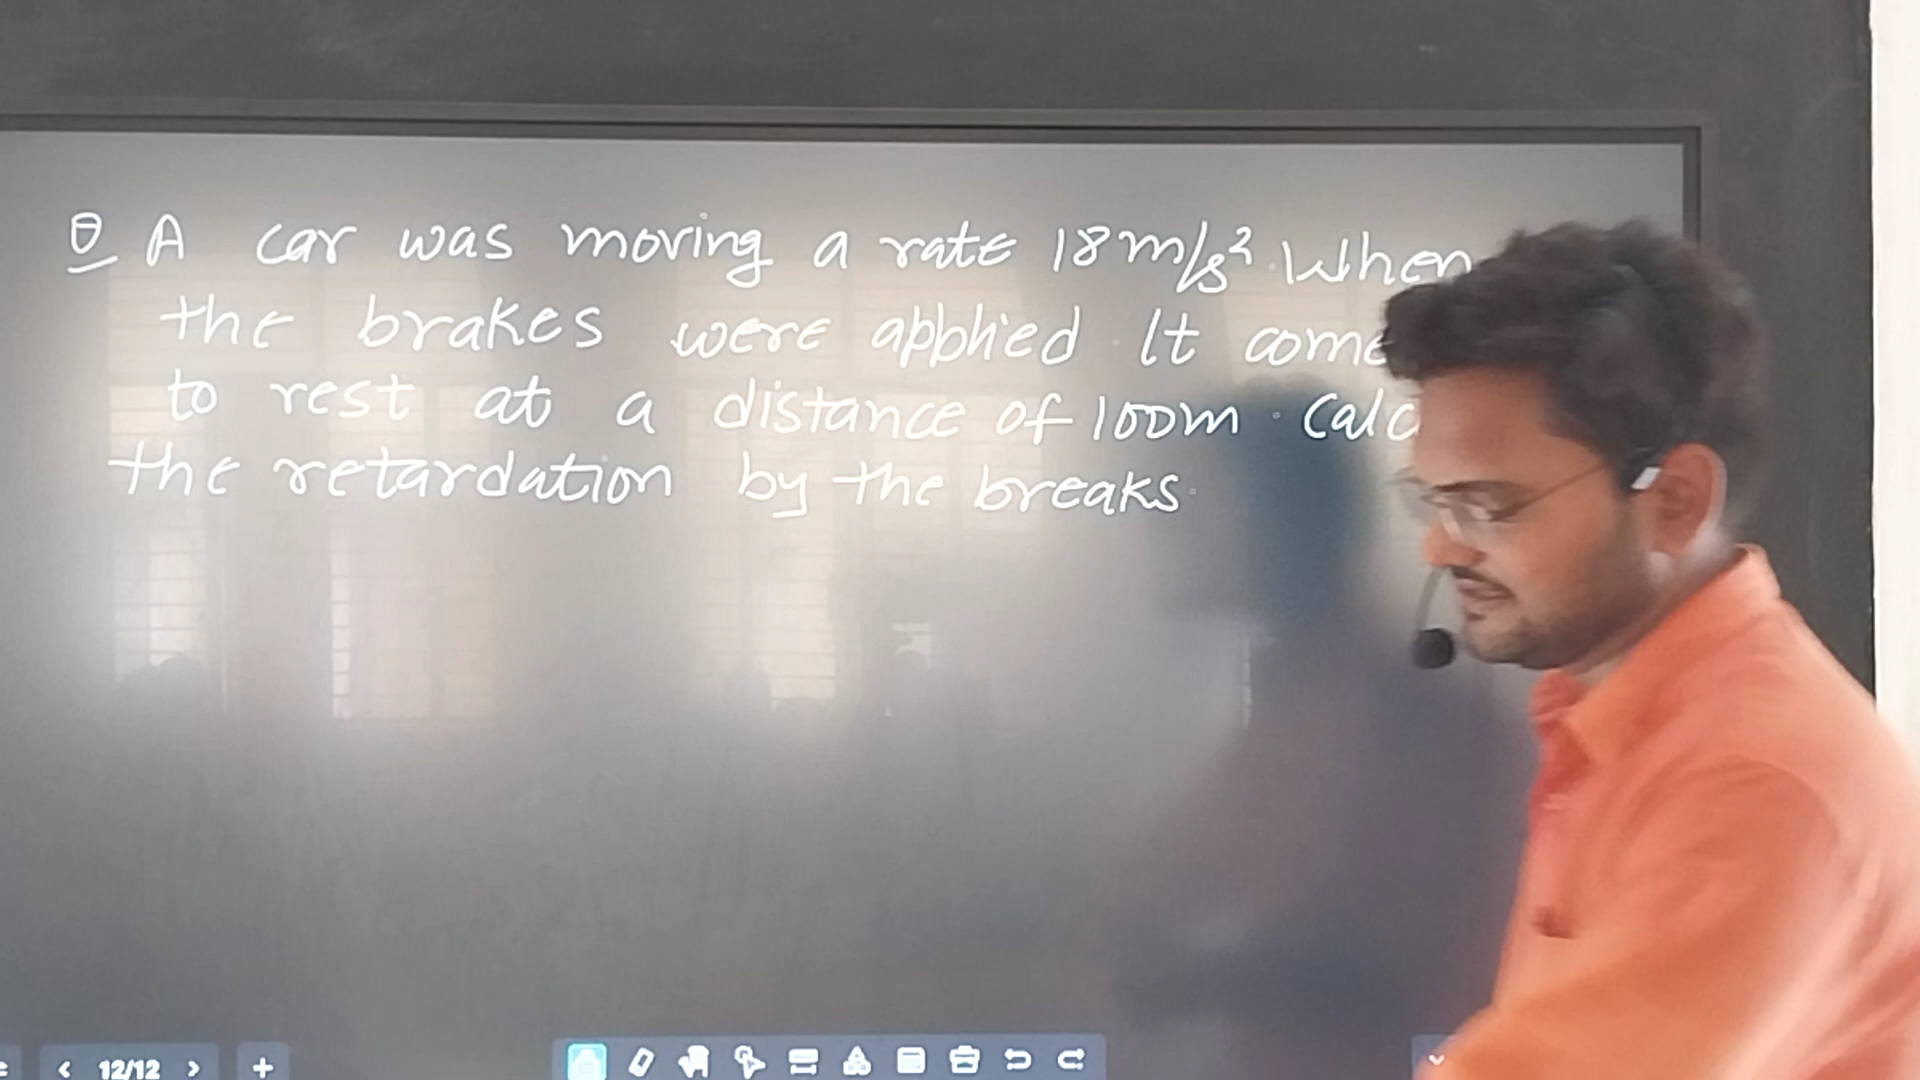 Q A car was moving a rate 18m/s². When
the brakes were applied. It come
to rest at a distance of 100m. Calc
the retardation by the breaks.
12/12